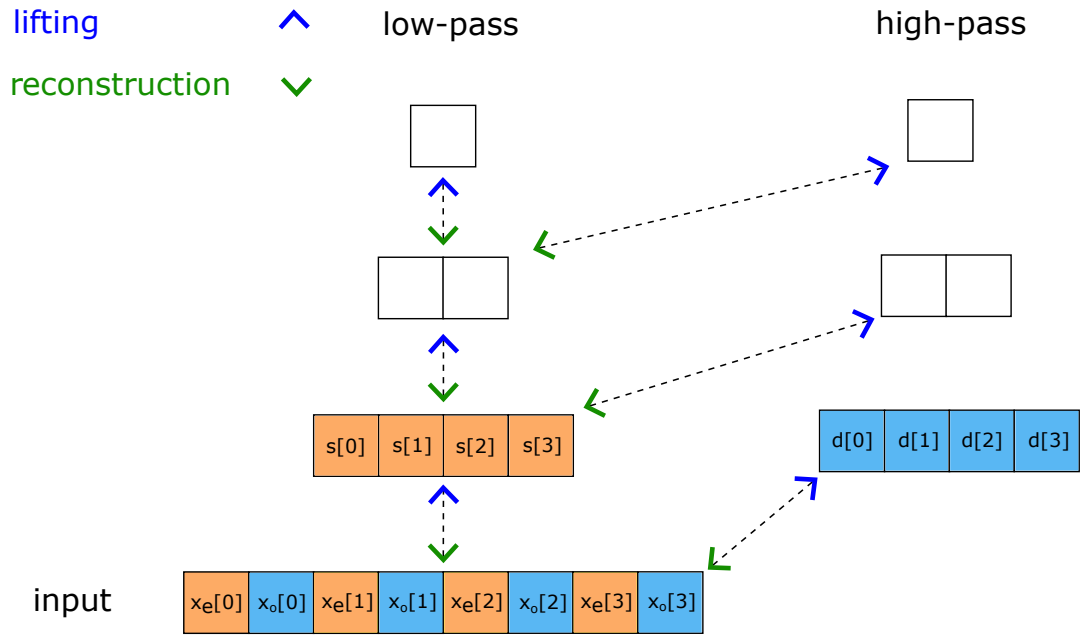 lifting low-pass high-pass
reconstruction
s[0] s[1] s[2] s[3] d[0] d[1] d[2] d[3]
input xe[0] xo[0] xe[1] xo[1] xe[2] xo[2] xe[3] xo[3]